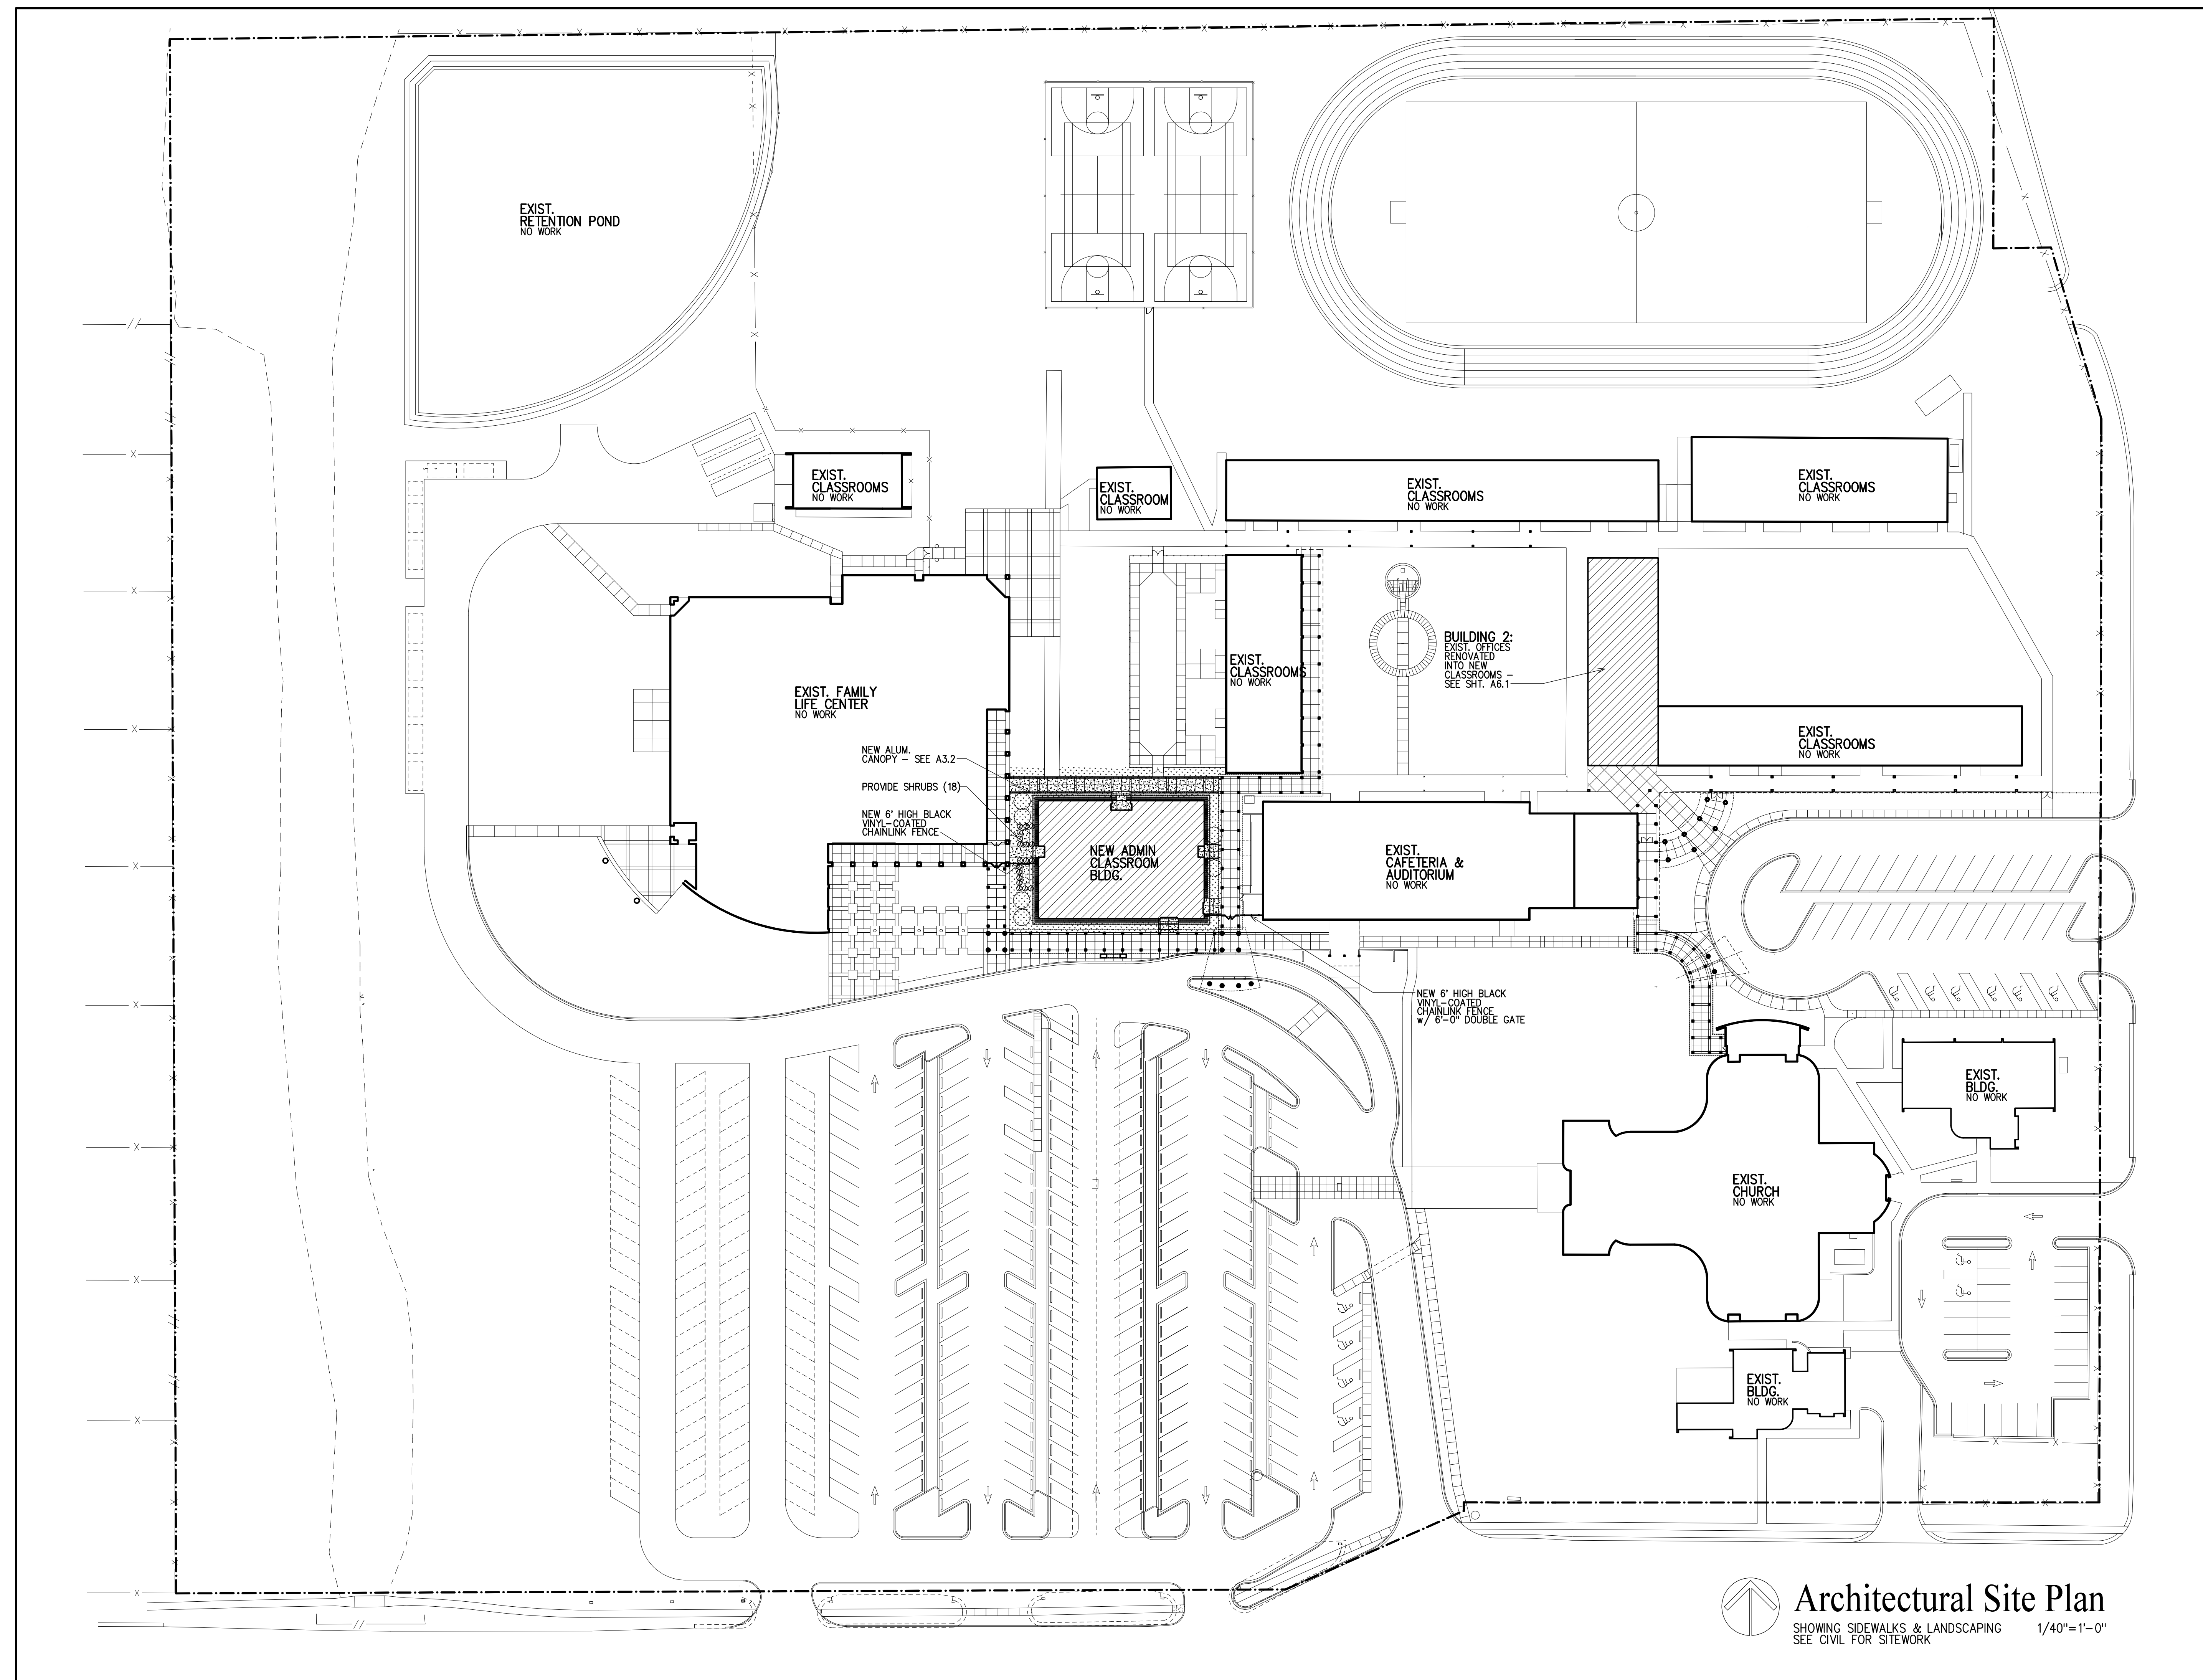 EXIST.
RETENTION POND
NO WORK
EXIST.
CLASSROOMS
NO WORK
EXIST.
CLASSROOM
NO WORK
EXIST.
CLASSROOMS
NO WORK
EXIST.
CLASSROOMS
NO WORK
EXIST.
CLASSROOMS
NO WORK
BUILDING 2:
EXIST. OFFICES
RENOVATED
INTO NEW
CLASSROOMS –
SEE SHT. A6.1
EXIST. FAMILY
LIFE CENTER
NO WORK
EXIST.
CLASSROOMS
NO WORK
NEW ALUM.
CANOPY – SEE A3.2
PROVIDE SHRUBS (18)
NEW 6' HIGH BLACK
VINYL–COATED
CHAINLINK FENCE
NEW ADMIN
CLASSROOM
BLDG.
EXIST.
CAFETERIA &
AUDITORIUM
NO WORK
NEW 6' HIGH BLACK
VINYL–COATED
CHAINLINK FENCE
w/ 6'–0" DOUBLE GATE
EXIST.
BLDG.
NO WORK
EXIST.
CHURCH
NO WORK
EXIST.
BLDG.
NO WORK
Architectural Site Plan
SHOWING SIDEWALKS & LANDSCAPING 1/40"=1'–0"
SEE CIVIL FOR SITEWORK